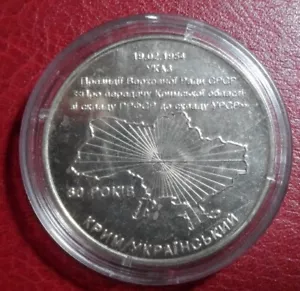 19.02.1954
УКАЗ
Президії Верховної Ради СРСР
«Про передачу Кримської області
зі складу РРФСР до складу УРСР»
60 РОКІВ
КРИМ УКРАЇНСЬКИЙ